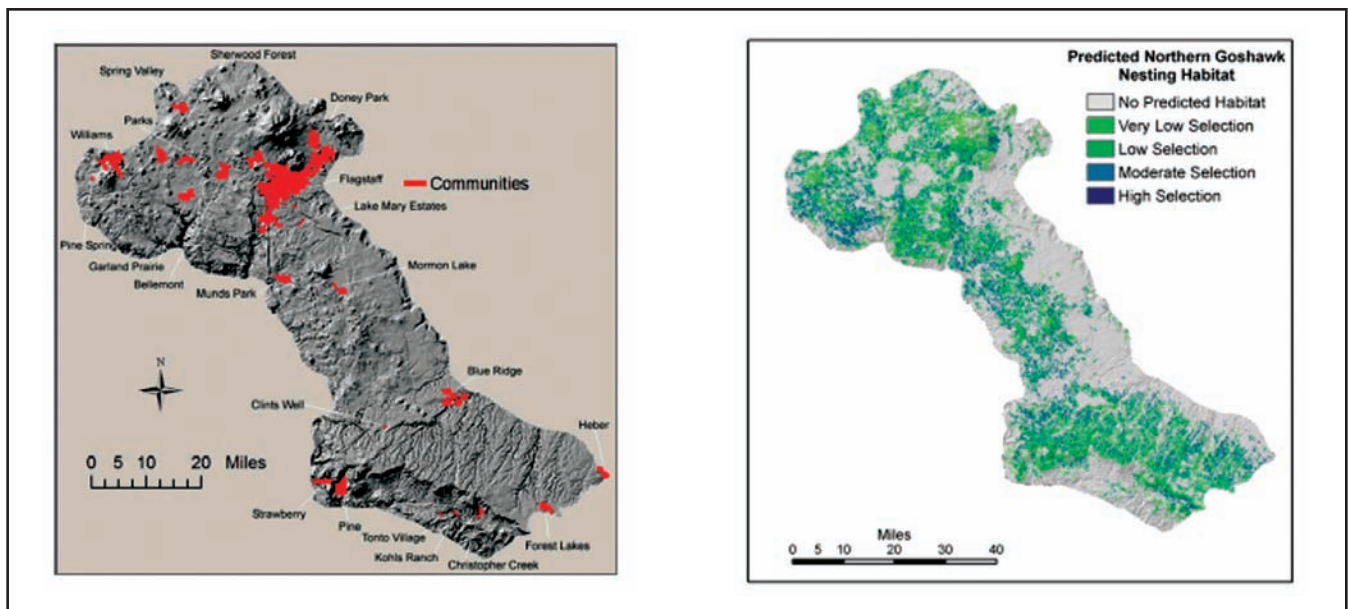 Sherwood Forest
Spring Valley
Doney Park
Parks
Williams
Communities
Flagstaff
Lake Mary Estates
Pine Springs
Garland Prairie
Bellemont
Mormon Lake
Munds Park
N
Blue Ridge
Clints Well
Heber
0 5 10 20 Miles
Strawberry
Pine
Tonto Village
Kohls Ranch
Christopher Creek
Forest Lakes
Predicted Northern Goshawk
Nesting Habitat
No Predicted Habitat
Very Low Selection
Low Selection
Moderate Selection
High Selection
Miles
0 5 10 20 30 40